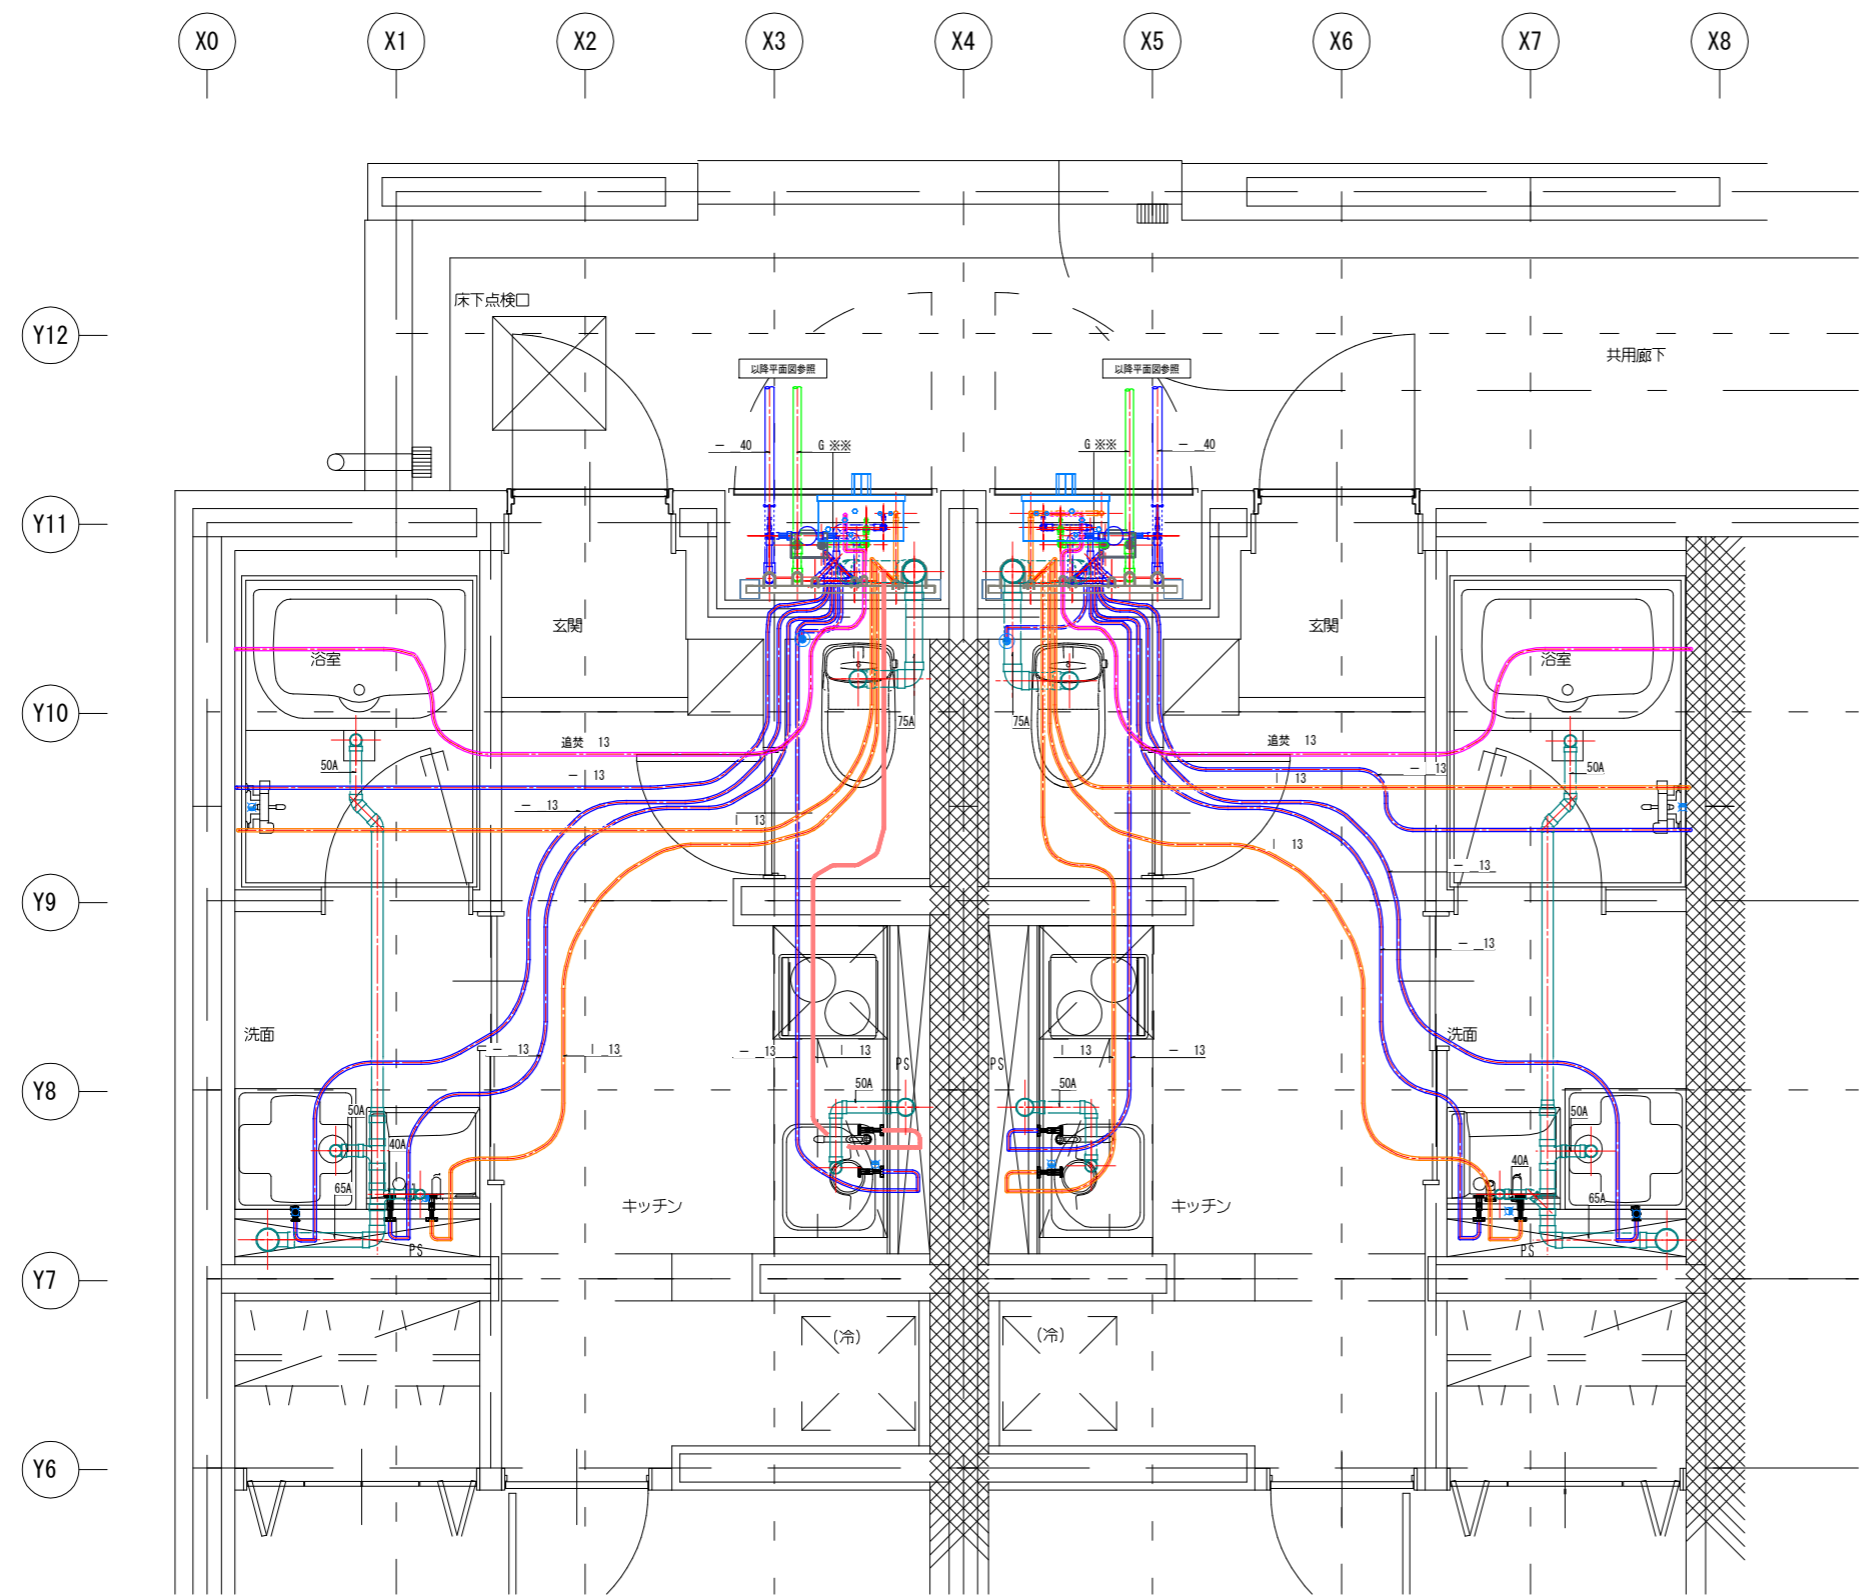 X0 X1 X2 X3 X4 X5 X6 X7 X8
床下点検口
Y12
共用廊下
以降平面図参照 以降平面図参照
40 G ※※ G ※※ 40
Y11
玄関 玄関
浴室 浴室
Y10
75A 75A
追焚 13 追焚 13
50A 50A
13 13 13
13
13 13
13
Y9
13
洗面 洗面
13 13 13 13 13 13
PS PS
Y8
50A 50A
50A 50A
40A 40A
65A 65A
キッチン キッチン
PS PS
Y7
(冷) (冷)
Y6